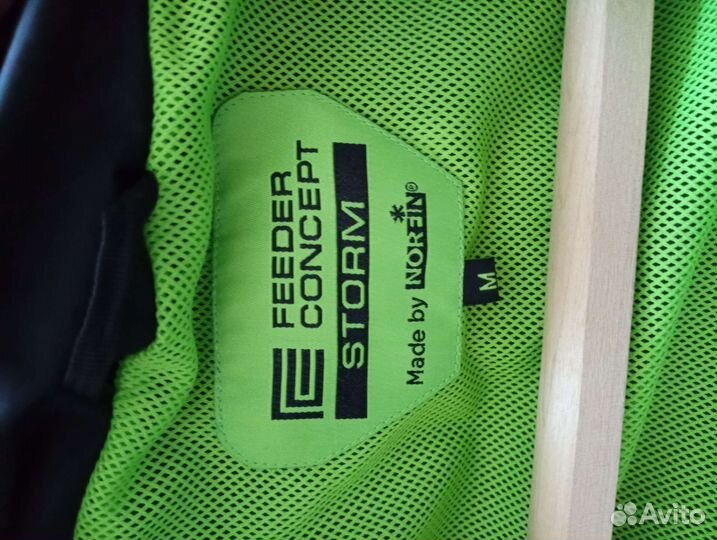 FEEDER
CONCEPT
STORM
Made by NORFIN®
M
Avito